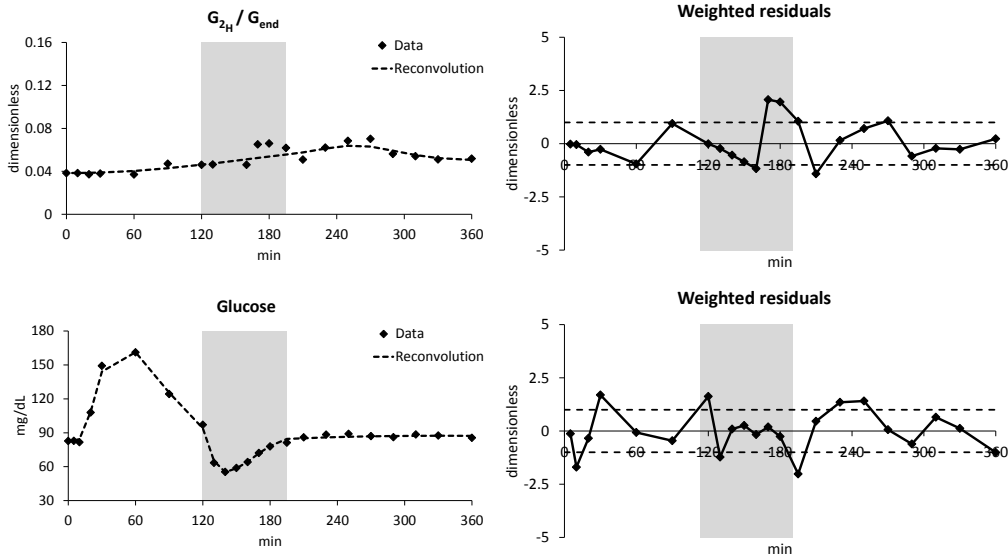 G2H / Gend
dimensionless
0.16
0.12
0.08
0.04
0
0 60 120 180 240 300 360
min
Data
Reconvolution
Weighted residuals
dimensionless
5
2.5
0
-2.5
-5
0 60 120 180 240 300 360
min
Glucose
mg/dL
180
150
120
90
60
30
0 60 120 180 240 300 360
min
Data
Reconvolution
Weighted residuals
dimensionless
5
2.5
0
-2.5
-5
0 60 120 180 240 300 360
min